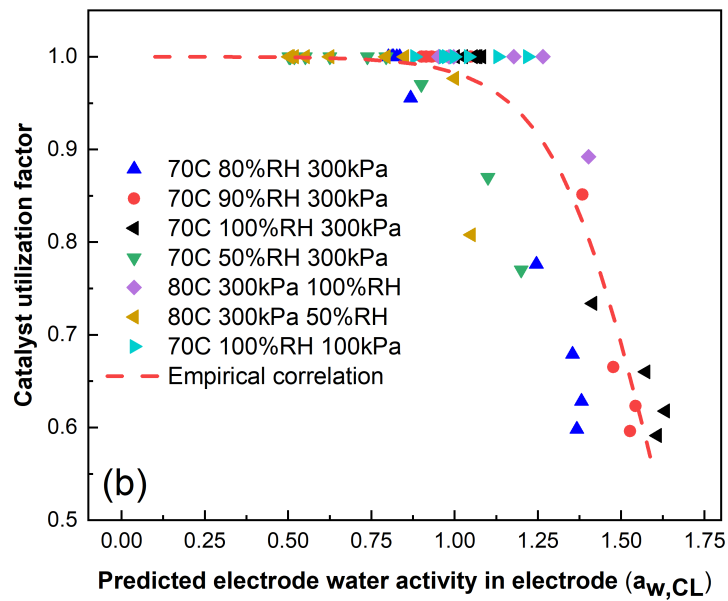 1.0
0.9
0.8
0.7
0.6
0.5
Catalyst utilization factor
70C 80%RH 300kPa
70C 90%RH 300kPa
70C 100%RH 300kPa
70C 50%RH 300kPa
80C 300kPa 100%RH
80C 300kPa 50%RH
70C 100%RH 100kPa
Empirical correlation
(b)
0.00 0.25 0.50 0.75 1.00 1.25 1.50 1.75
Predicted electrode water activity in electrode (aw,CL)